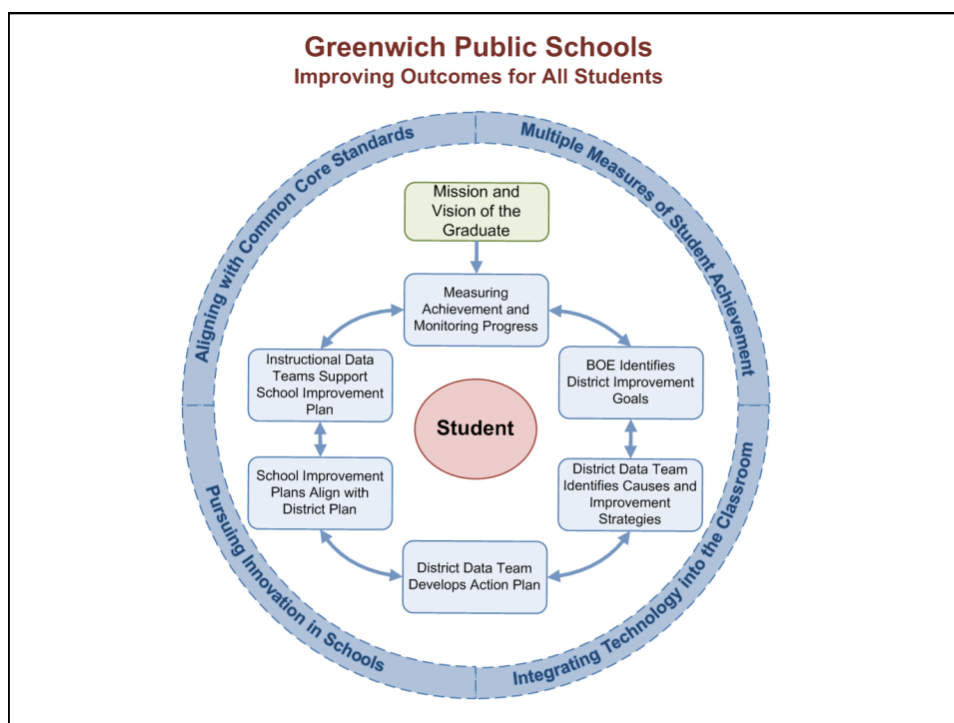 Greenwich Public Schools
Improving Outcomes for All Students
Aligning with Common Core Standards
Multiple Measures of Student Achievement
Mission and
Vision of the
Graduate
Measuring
Achievement and
Monitoring Progress
Instructional Data
Teams Support
School Improvement
Plan
BOE Identifies
District Improvement
Goals
Student
School Improvement
Plans Align with
District Plan
District Data Team
Identifies Causes and
Improvement
Strategies
District Data Team
Develops Action Plan
Pursuing Innovation in Schools
Integrating Technology into the Classroom